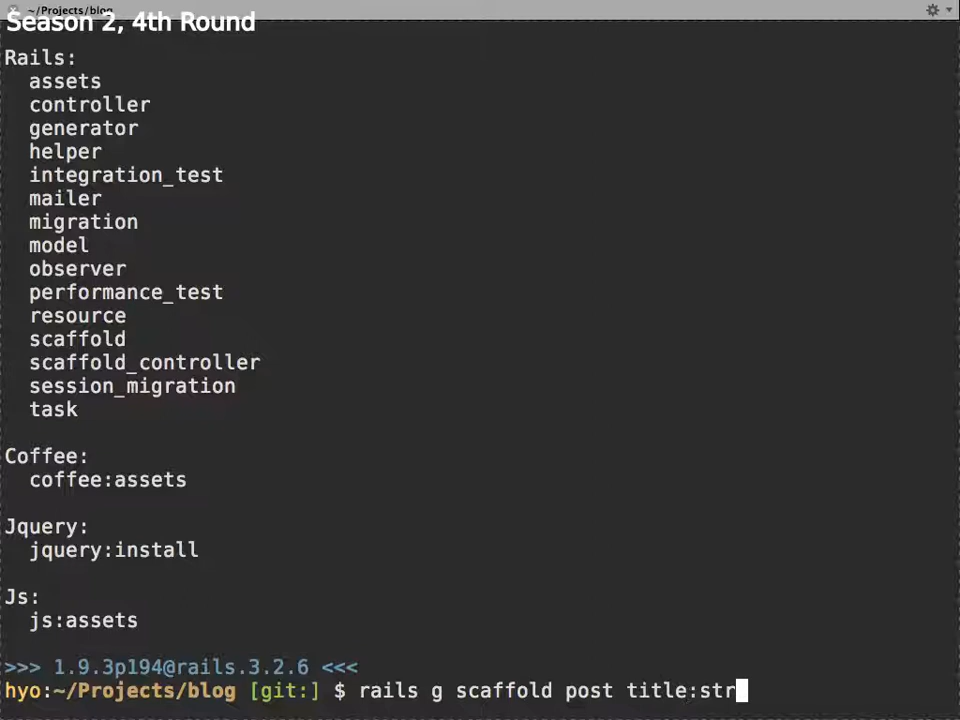 ~/Projects/blog
Season 2, 4th Round
Rails:
assets
controller
generator
helper
integration_test
mailer
migration
model
observer
performance_test
resource
scaffold
scaffold_controller
session_migration
task
Coffee:
coffee:assets
Jquery:
jquery:install
Js:
js:assets
>>> 1.9.3p194@rails.3.2.6 <<<
hyo:~/Projects/blog [git:] $ rails g scaffold post title:str